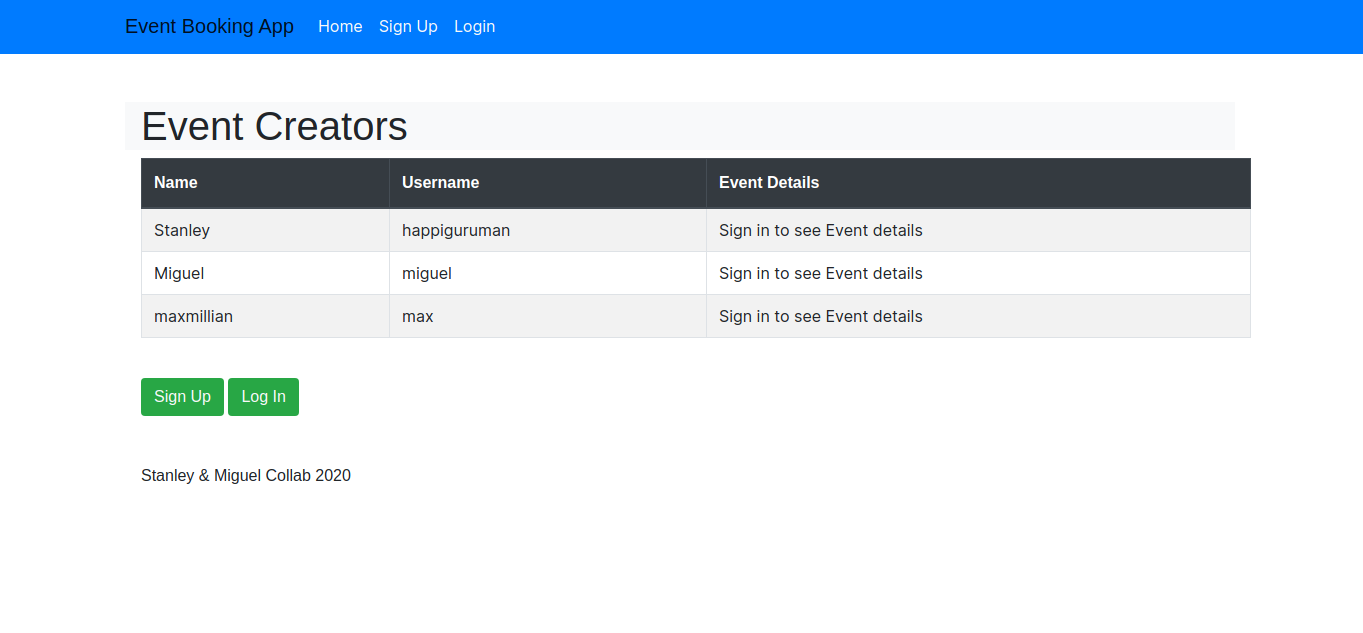 Event Booking App Home Sign Up Login
Event Creators
Name Username Event Details
Stanley happiguruman Sign in to see Event details
Miguel miguel Sign in to see Event details
maxmillian max Sign in to see Event details
Sign Up Log In
Stanley & Miguel Collab 2020